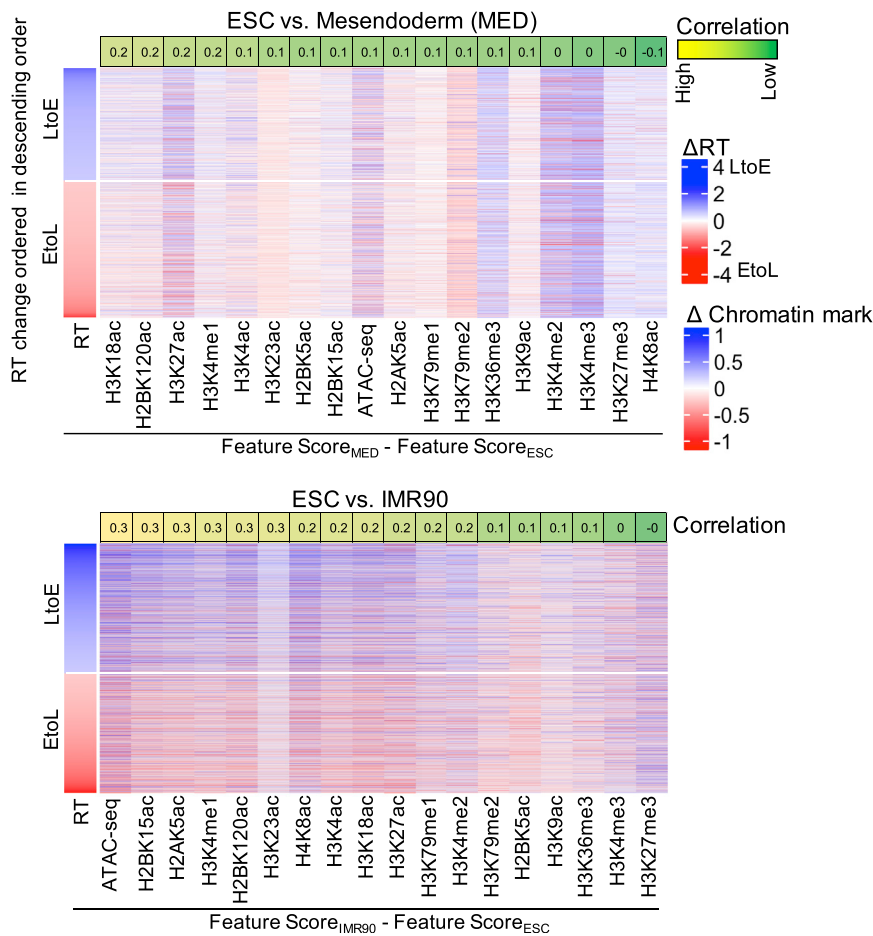 ESC vs. Mesendoderm (MED)
Correlation
0.2 0.2 0.2 0.2 0.1 0.1 0.1 0.1 0.1 0.1 0.1 0.1 0.1 0.1 0 0 -0 -0.1
High
Low
RT change ordered in descending order
LtoE
EtoL
ΔRT
4 LtoE
2
0
-2
-4 EtoL
Δ Chromatin mark
1
0.5
0
-0.5
-1
RT
H3K18ac
H2BK120ac
H3K27ac
H3K4me1
H3K4ac
H3K23ac
H2BK5ac
H2BK15ac
ATAC-seq
H2AK5ac
H3K79me1
H3K79me2
H3K36me3
H3K9ac
H3K4me2
H3K4me3
H3K27me3
H4K8ac
Feature ScoreMED - Feature ScoreESC
ESC vs. IMR90
0.3 0.3 0.3 0.3 0.3 0.3 0.2 0.2 0.2 0.2 0.2 0.2 0.1 0.1 0.1 0.1 0 -0
Correlation
LtoE
EtoL
RT
ATAC-seq
H2BK15ac
H2AK5ac
H3K4me1
H2BK120ac
H3K23ac
H4K8ac
H3K4ac
H3K18ac
H3K27ac
H3K79me1
H3K4me2
H3K79me2
H2BK5ac
H3K9ac
H3K36me3
H3K4me3
H3K27me3
Feature ScoreIMR90 - Feature ScoreESC